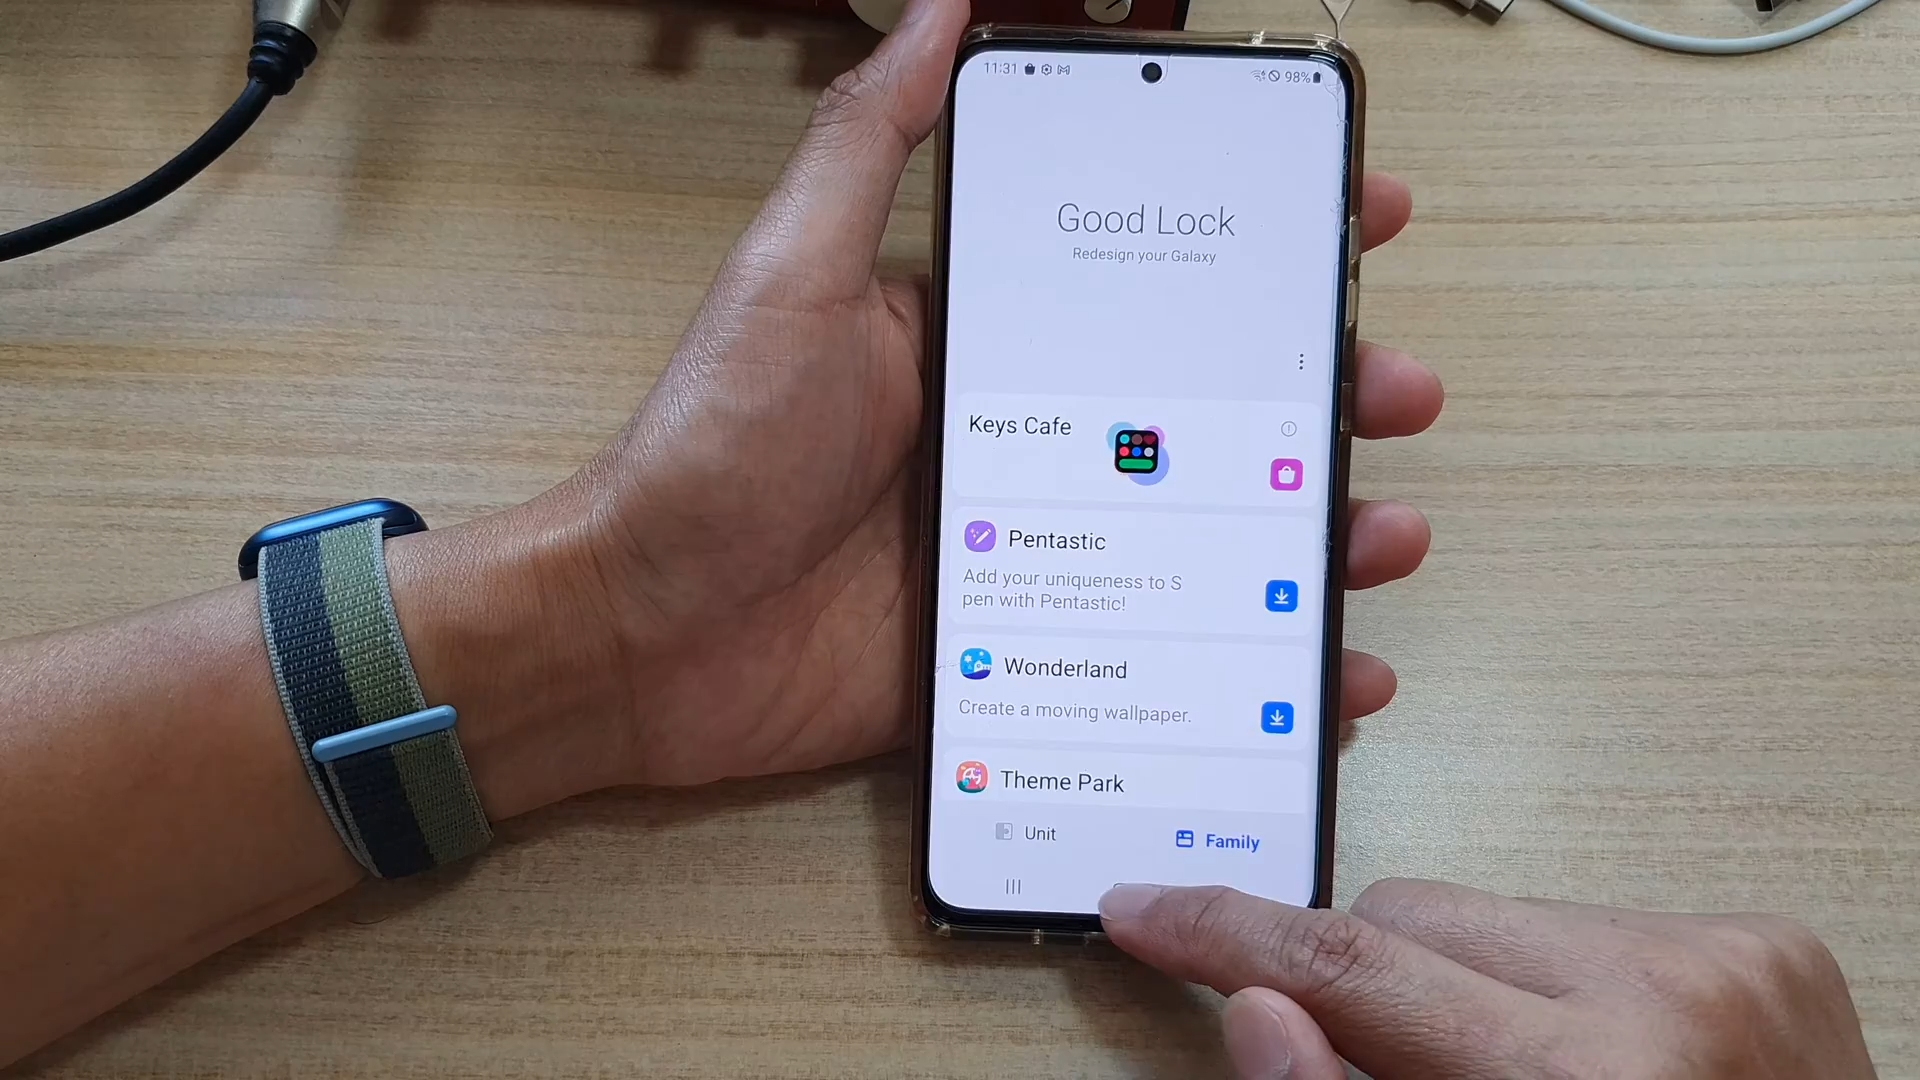 11:31
98%
Good Lock
Redesign your Galaxy
Keys Cafe
Pentastic
Add your uniqueness to S
pen with Pentastic!
Wonderland
Create a moving wallpaper.
Theme Park
Unit
Family